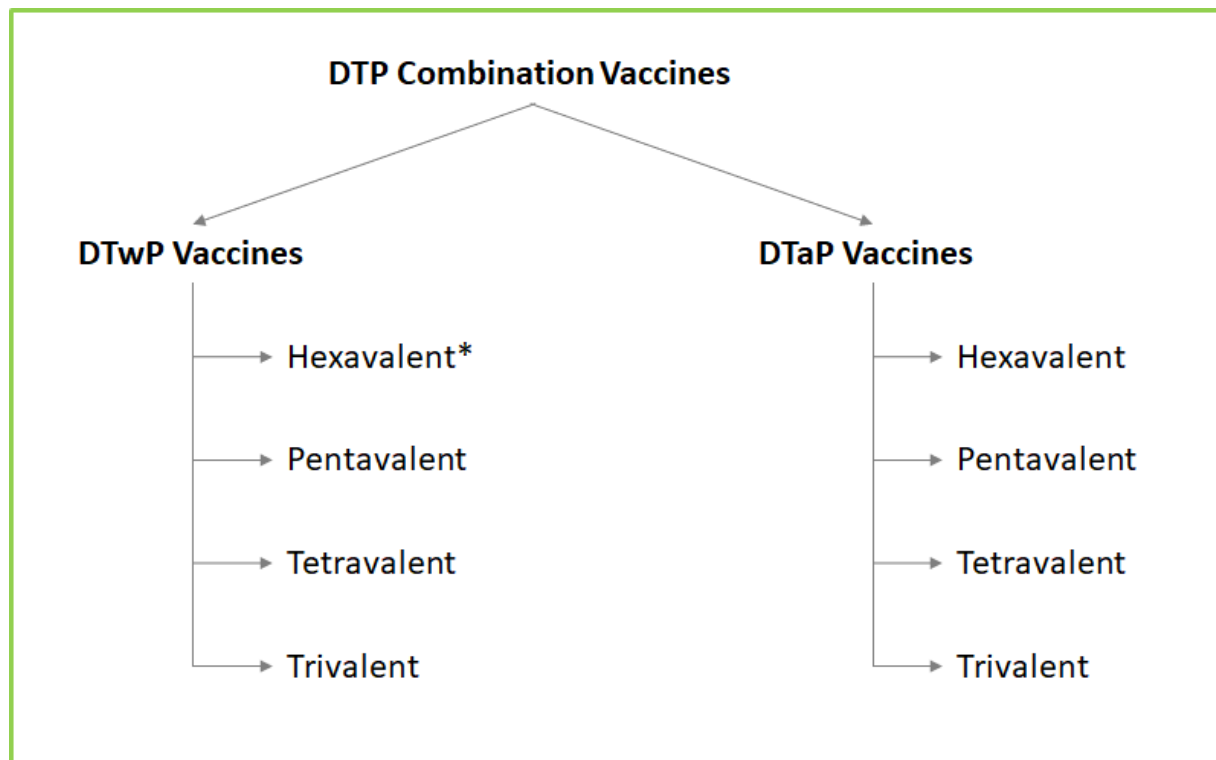 DTP Combination Vaccines
DTwP Vaccines
Hexavalent*
Pentavalent
Tetravalent
Trivalent
DTaP Vaccines
Hexavalent
Pentavalent
Tetravalent
Trivalent